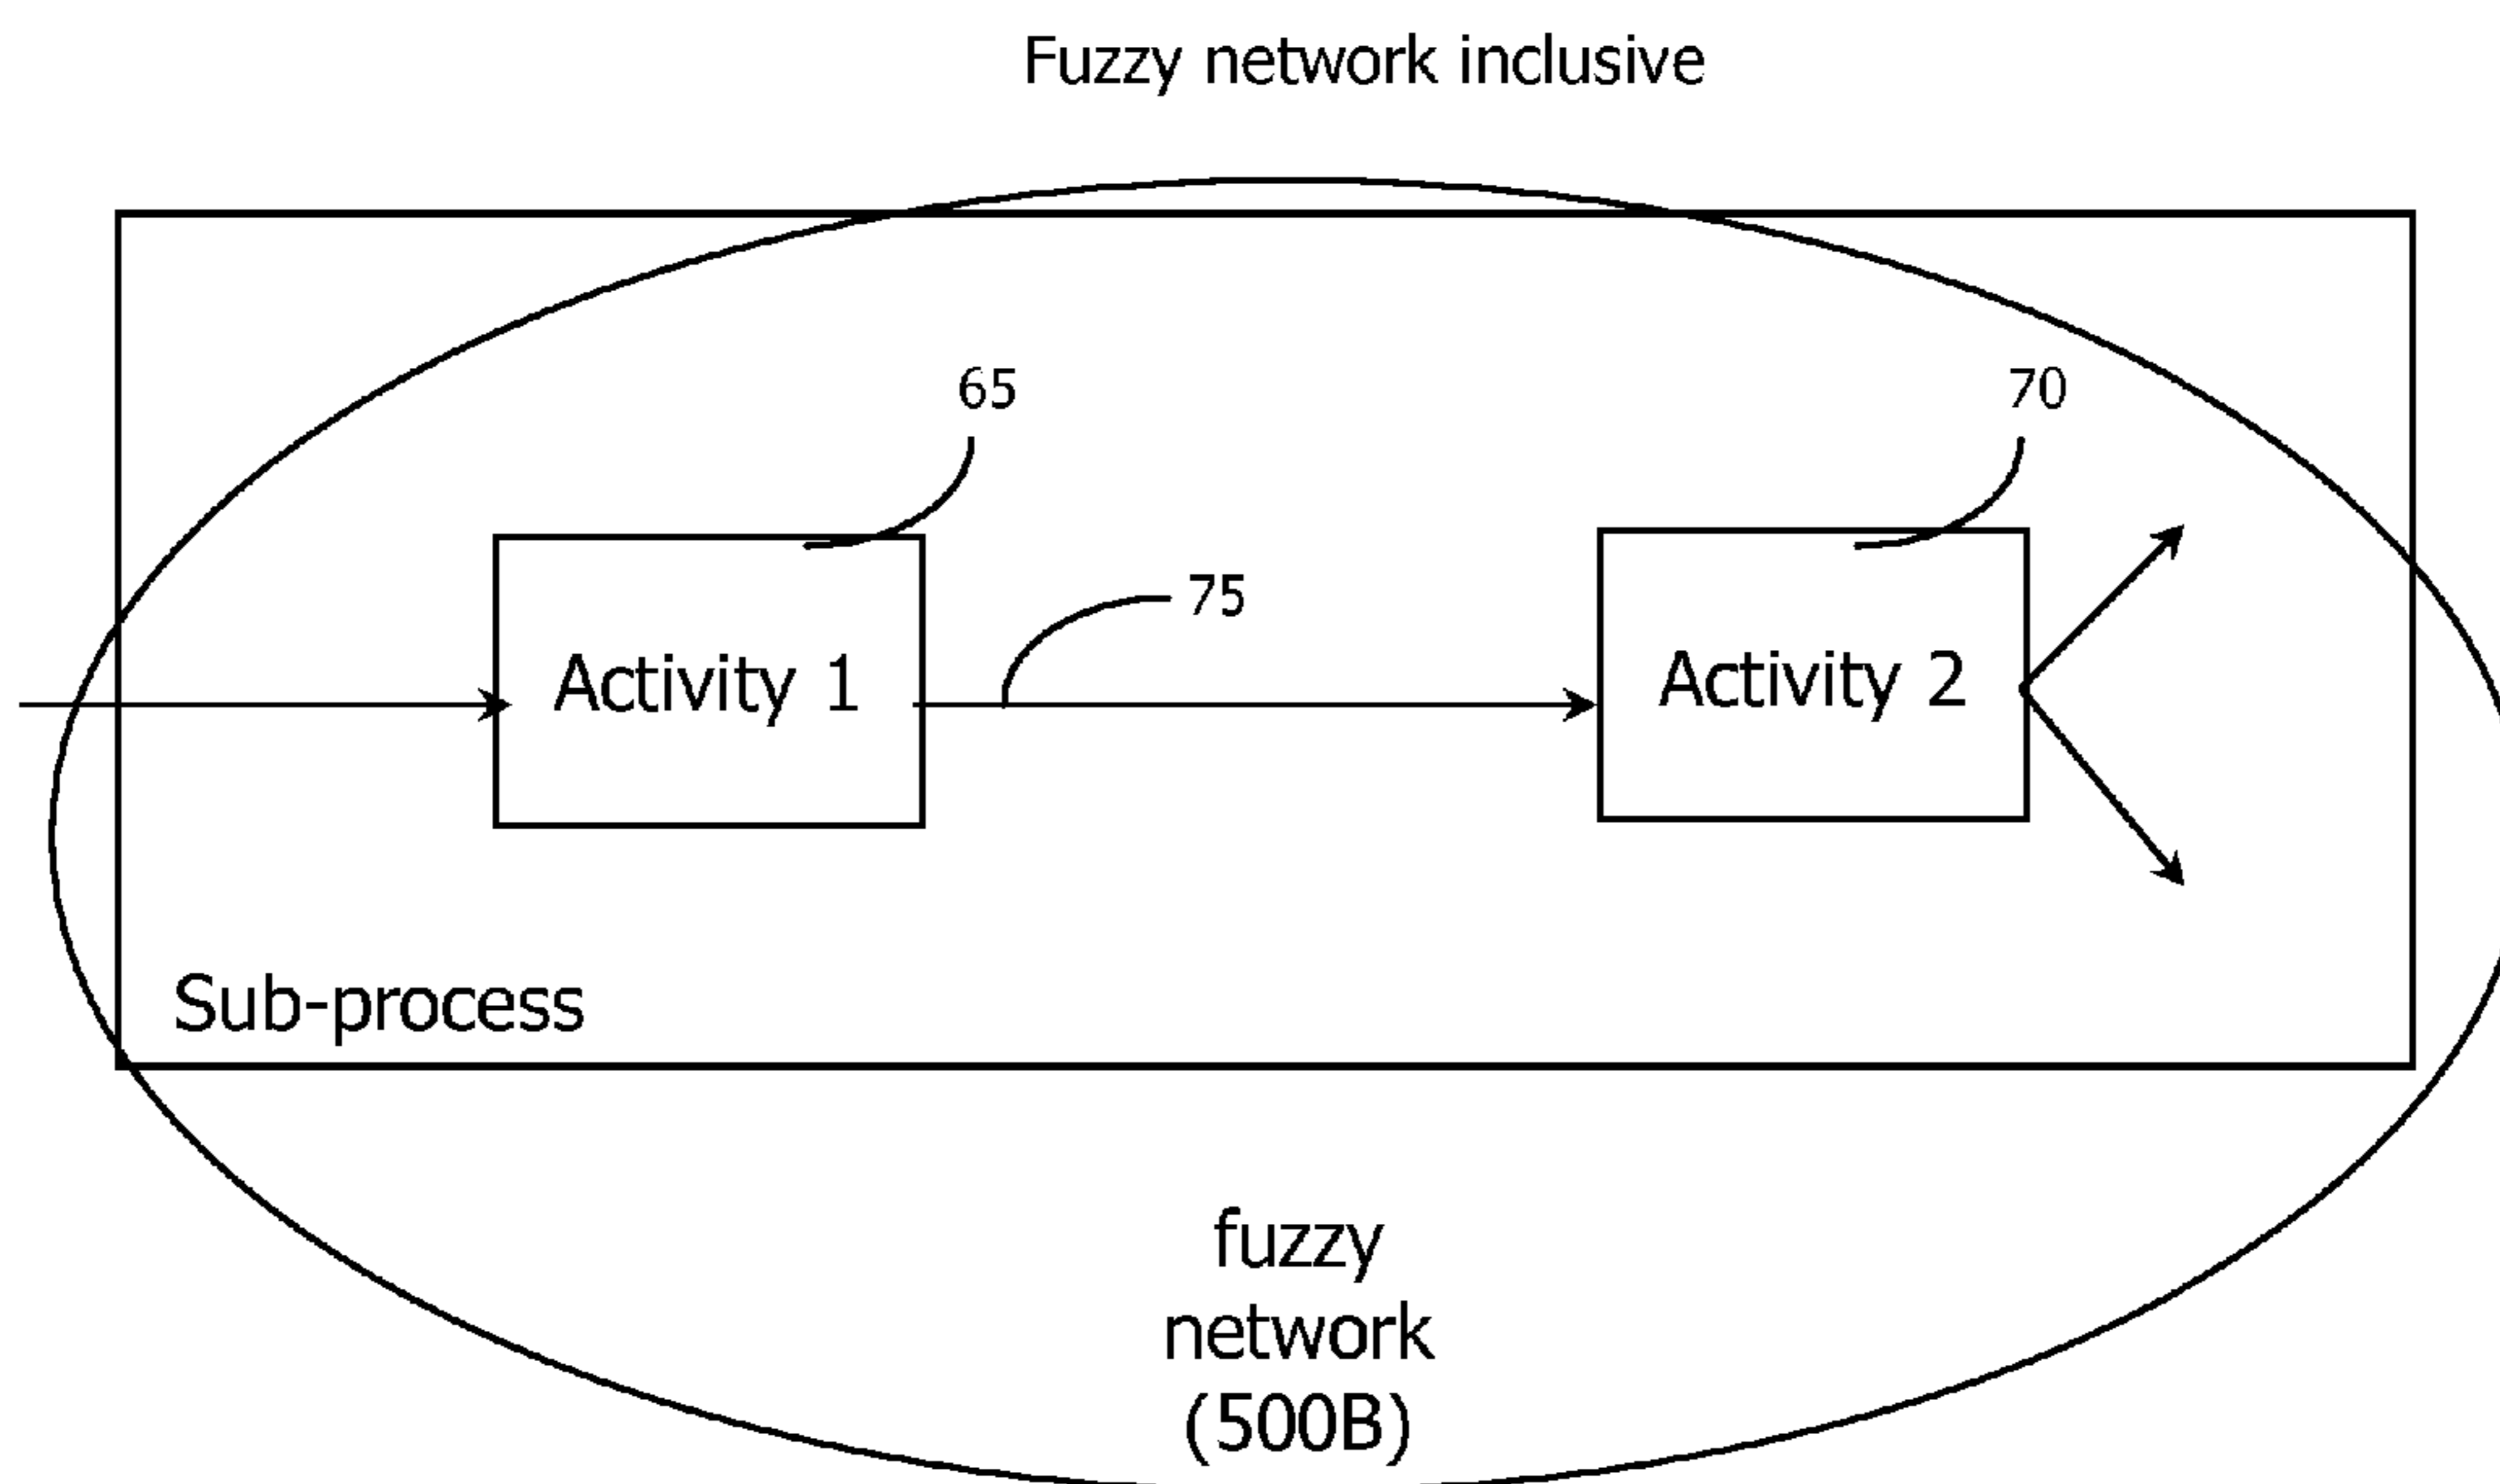 Fuzzy network inclusive
65
70
75
Activity 1
Activity 2
Sub-process
fuzzy
network
(500B)